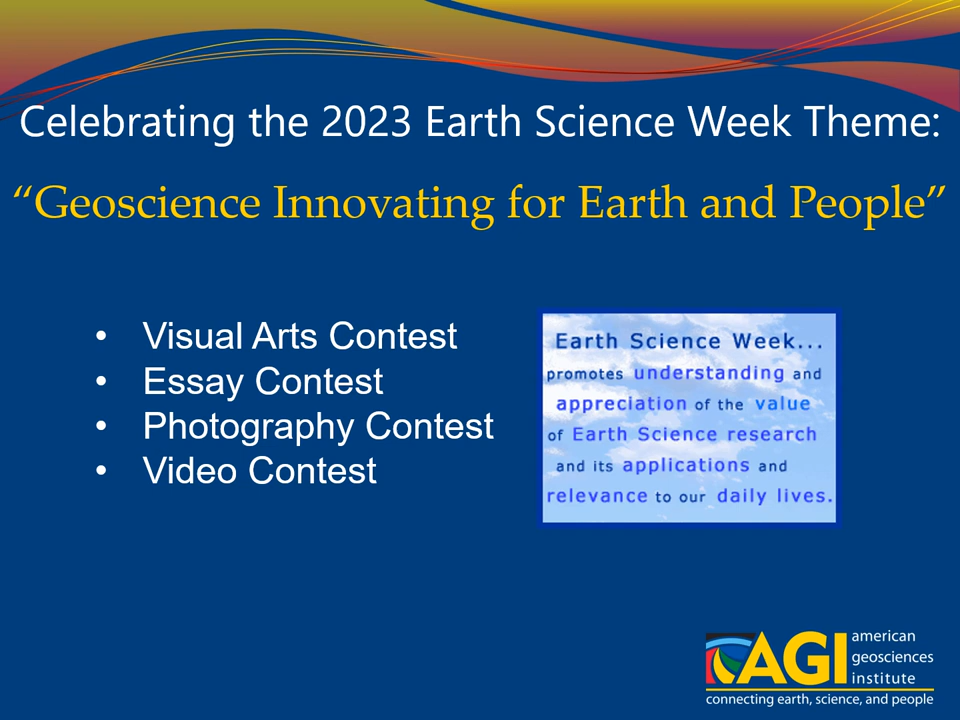 Celebrating the 2023 Earth Science Week Theme:
“Geoscience Innovating for Earth and People”
• Visual Arts Contest
• Essay Contest
• Photography Contest
• Video Contest
Earth Science Week...
promotes understanding and
appreciation of the value
of Earth Science research
and its applications and
relevance to our daily lives.
AGI
american
geosciences
institute
connecting earth, science, and people